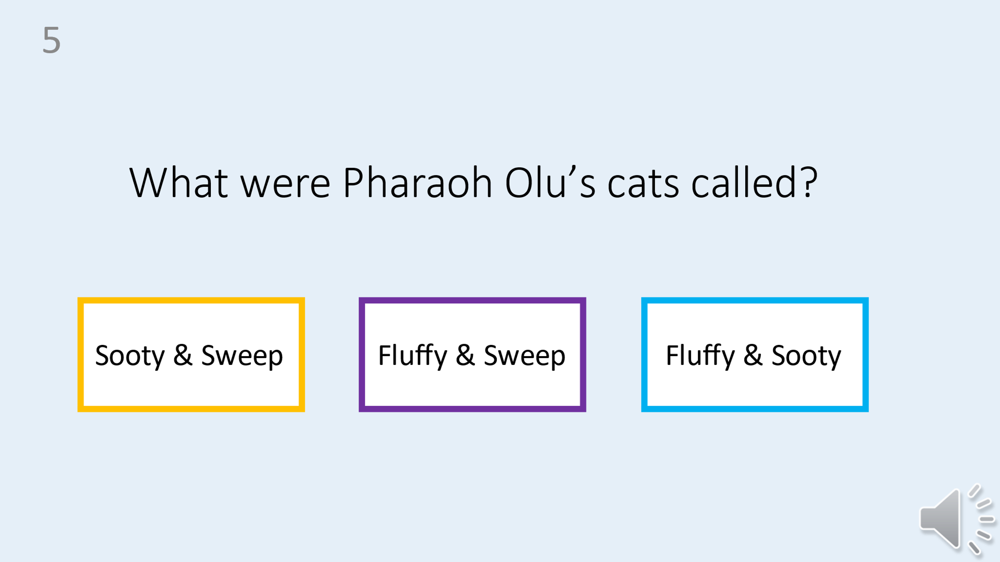 5
What were Pharaoh Olu’s cats called?
Sooty & Sweep
Fluffy & Sweep
Fluffy & Sooty